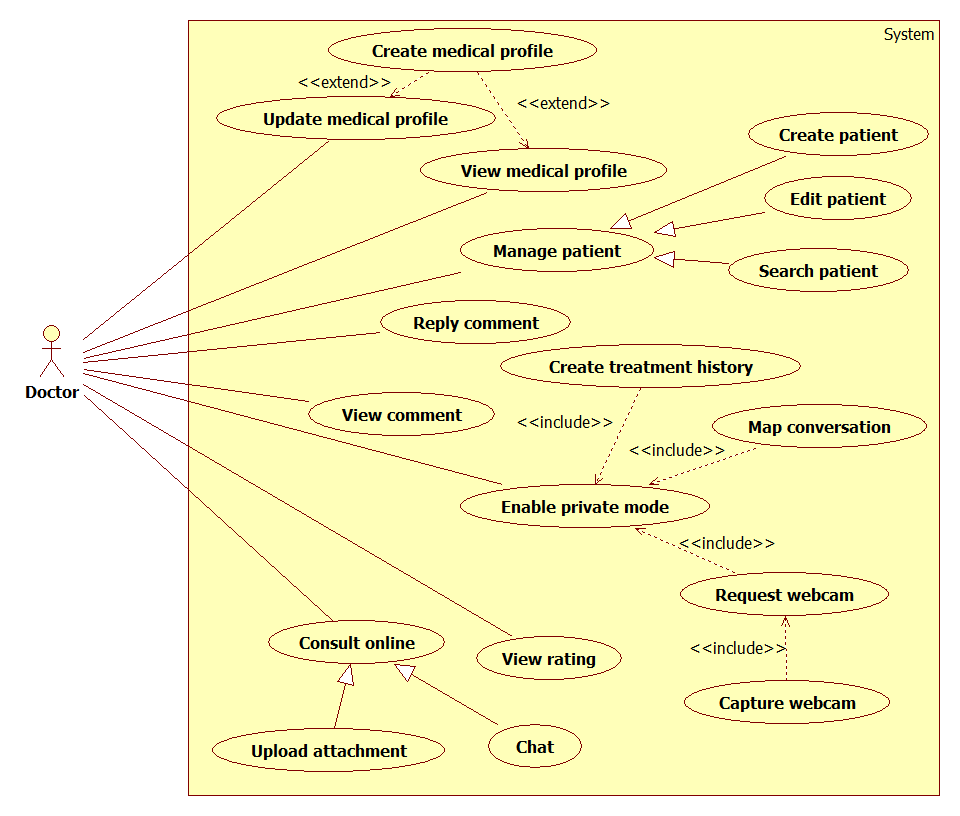 System
Create medical profile
<<extend>>
<<extend>>
Update medical profile
Create patient
View medical profile
Edit patient
Manage patient
Search patient
Reply comment
Create treatment history
Doctor
View comment
<<include>>
Map conversation
<<include>>
Enable private mode
<<include>>
Request webcam
Consult online
<<include>>
View rating
Capture webcam
Upload attachment
Chat